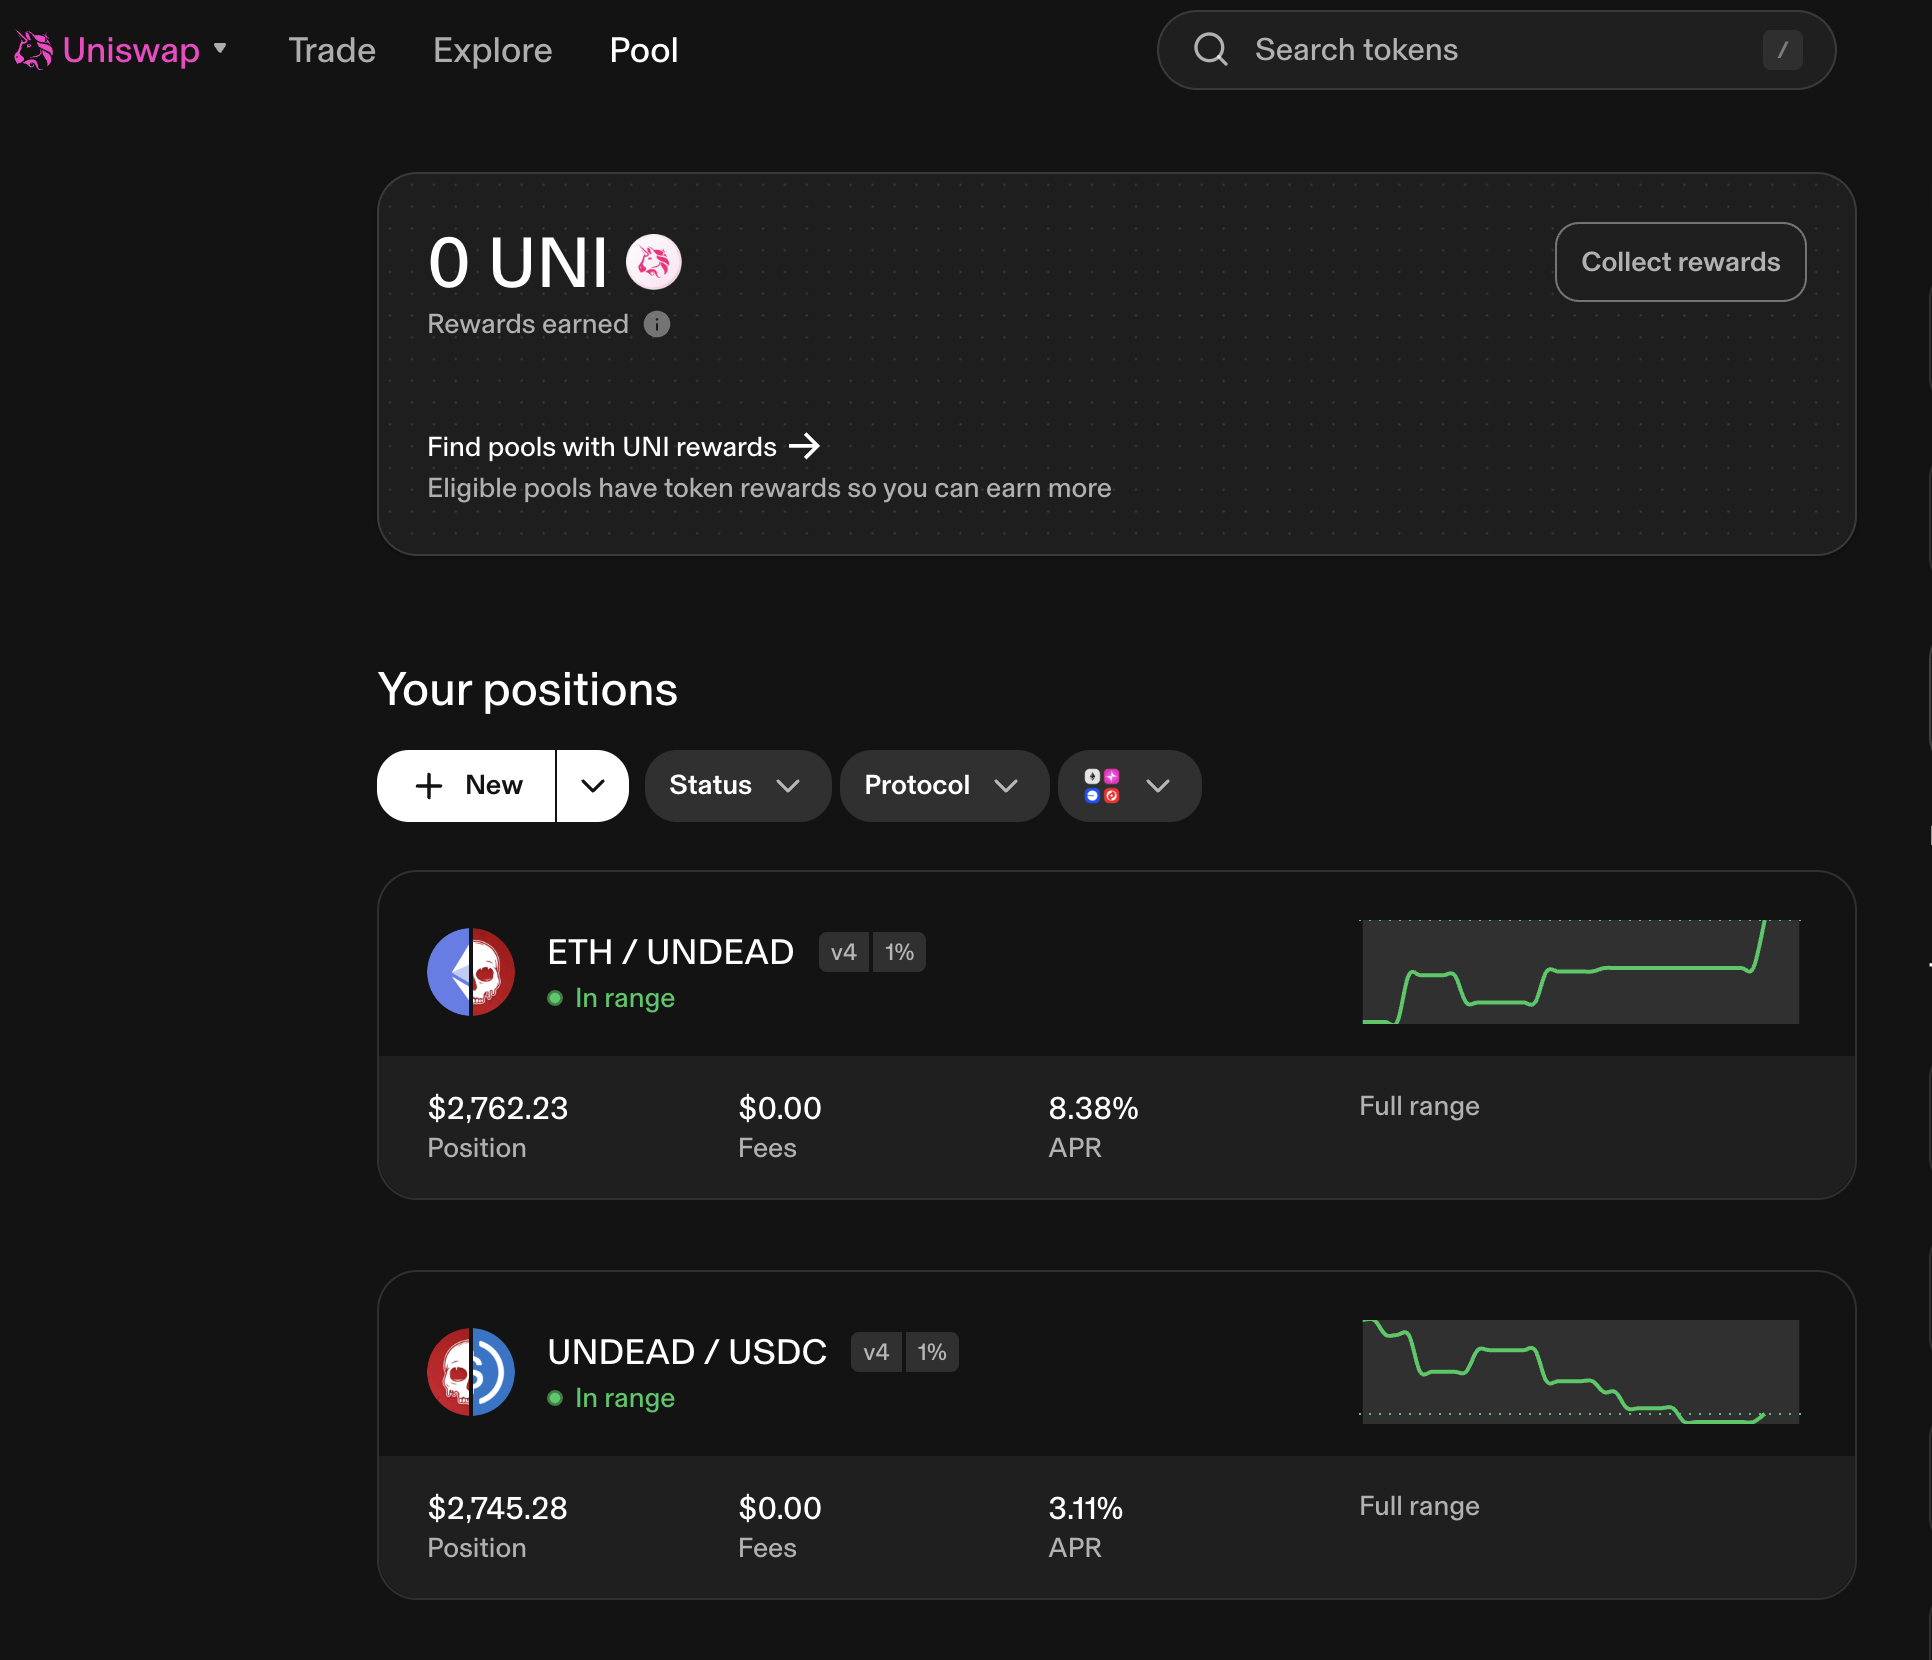 Uniswap Trade Explore Pool Search tokens /
0 UNI
Collect rewards
Rewards earned
Find pools with UNI rewards →
Eligible pools have token rewards so you can earn more
Your positions
+ New Status Protocol
ETH / UNDEAD v4 1%
In range
$2,762.23 $0.00 8.38% Full range
Position Fees APR
UNDEAD / USDC v4 1%
In range
$2,745.28 $0.00 3.11% Full range
Position Fees APR